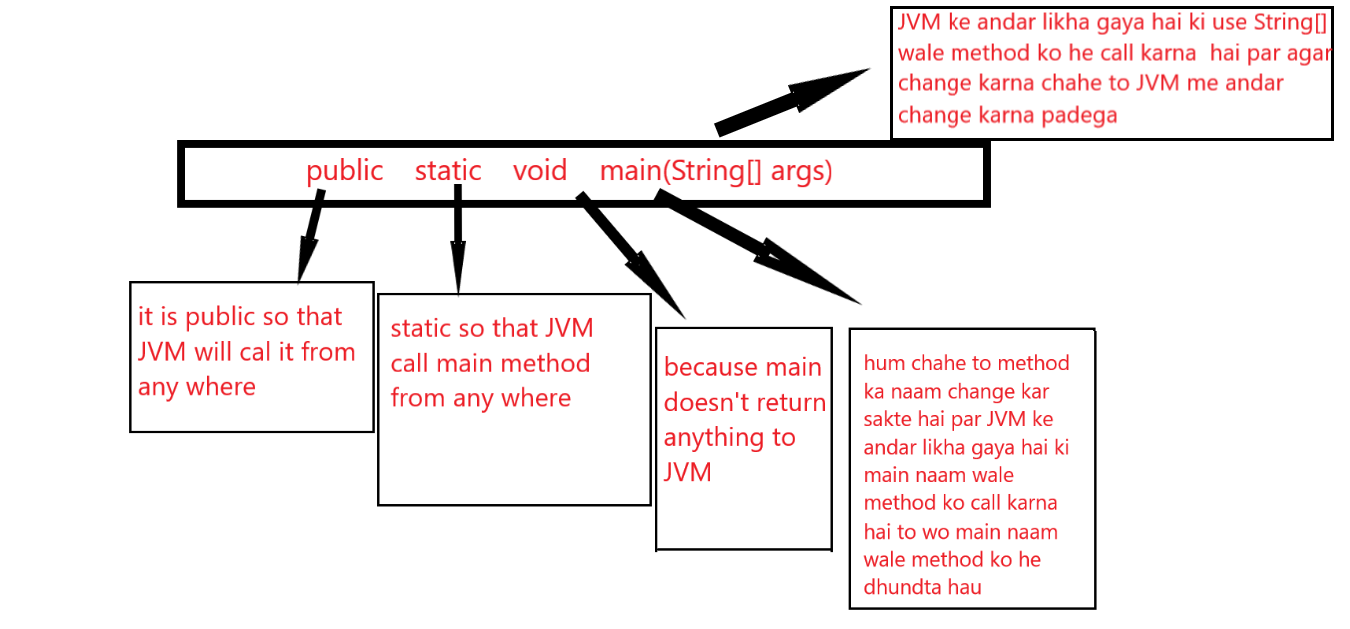 JVM ke andar likha gaya hai ki use String[]
wale method ko he call karna hai par agar
change karna chahe to JVM me andar
change karna padega
public static void main(String[] args)
it is public so that
JVM will cal it from
any where
static so that JVM
call main method
from any where
because main
doesn't return
anything to
JVM
hum chahe to method
ka naam change kar
sakte hai par JVM ke
andar likha gaya hai ki
main naam wale
method ko call karna
hai to wo main naam
wale method ko he
dhundta hau